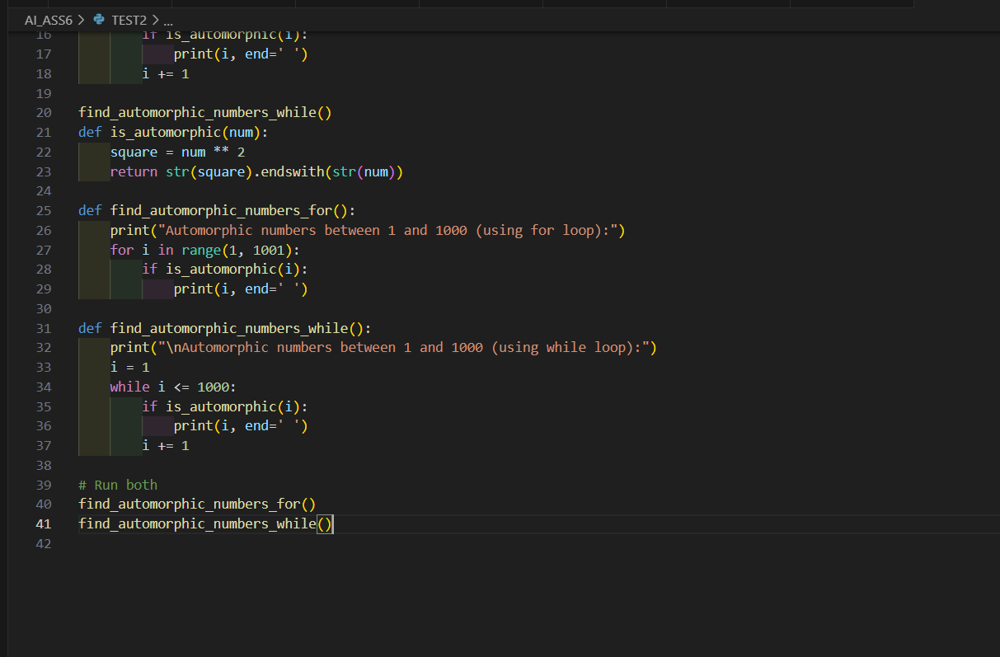 AI_ASS6 > TEST2 > ...
16 if is_automorphic(i):
17 print(i, end=' ')
18 i += 1
19
20 find_automorphic_numbers_while()
21 def is_automorphic(num):
22 square = num ** 2
23 return str(square).endswith(str(num))
24
25 def find_automorphic_numbers_for():
26 print("Automorphic numbers between 1 and 1000 (using for loop):")
27 for i in range(1, 1001):
28 if is_automorphic(i):
29 print(i, end=' ')
30
31 def find_automorphic_numbers_while():
32 print("\nAutomorphic numbers between 1 and 1000 (using while loop):")
33 i = 1
34 while i <= 1000:
35 if is_automorphic(i):
36 print(i, end=' ')
37 i += 1
38
39 # Run both
40 find_automorphic_numbers_for()
41 find_automorphic_numbers_while()
42